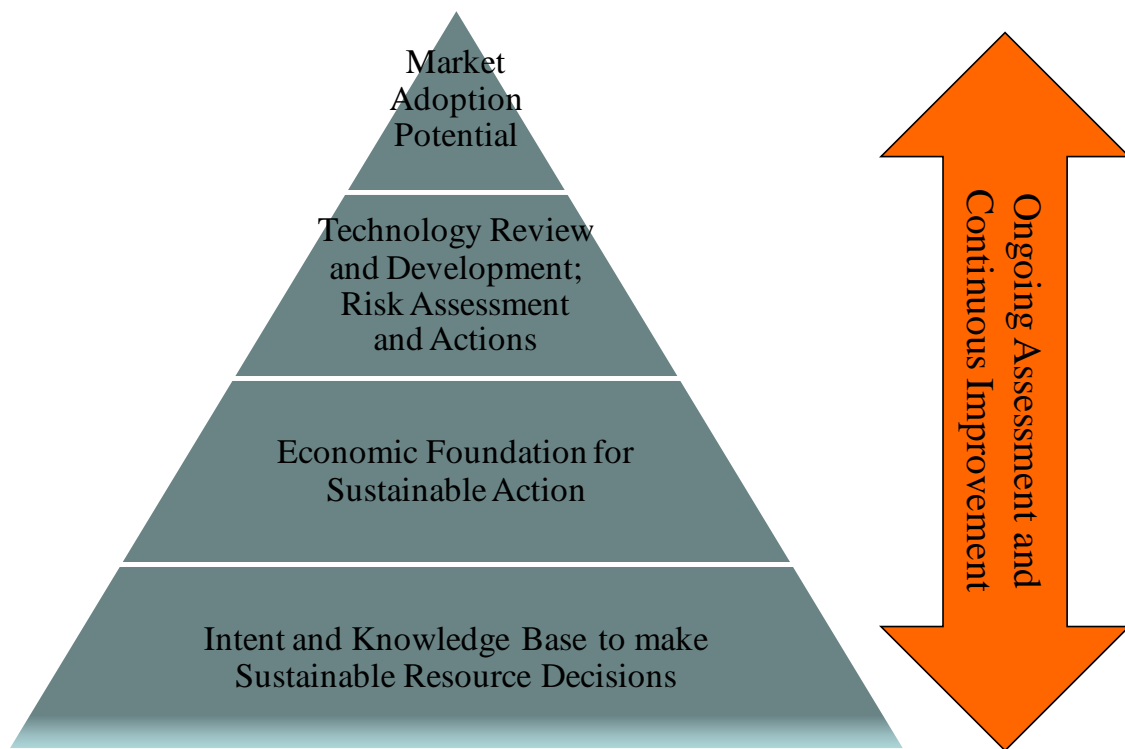 Market
Adoption
Potential
Technology Review
and Development;
Risk Assessment
and Actions
Economic Foundation for
Sustainable Action
Intent and Knowledge Base to make
Sustainable Resource Decisions
Ongoing Assessment and
Continuous Improvement